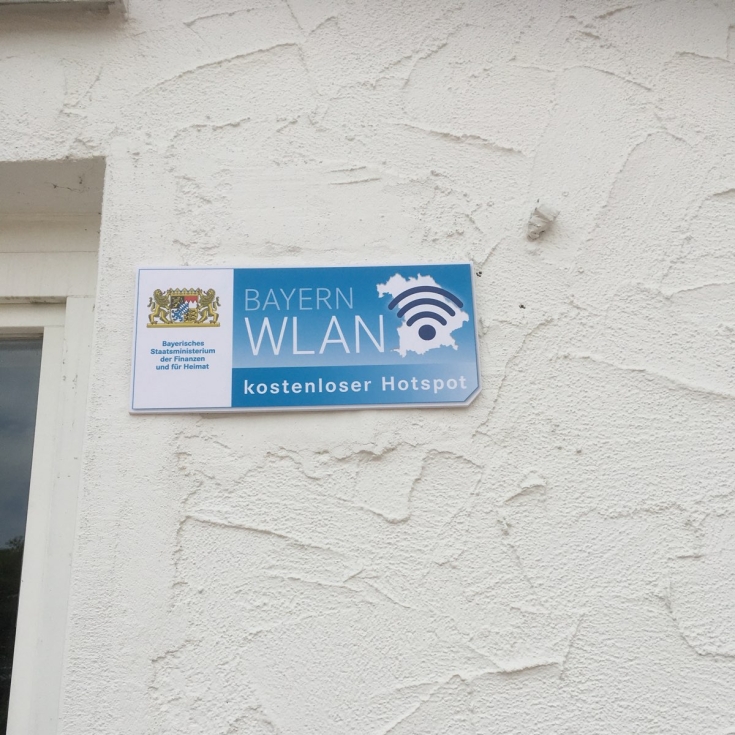 Bayerisches
Staatsministerium
der Finanzen
und für Heimat
BAYERN
WLAN
kostenloser Hotspot